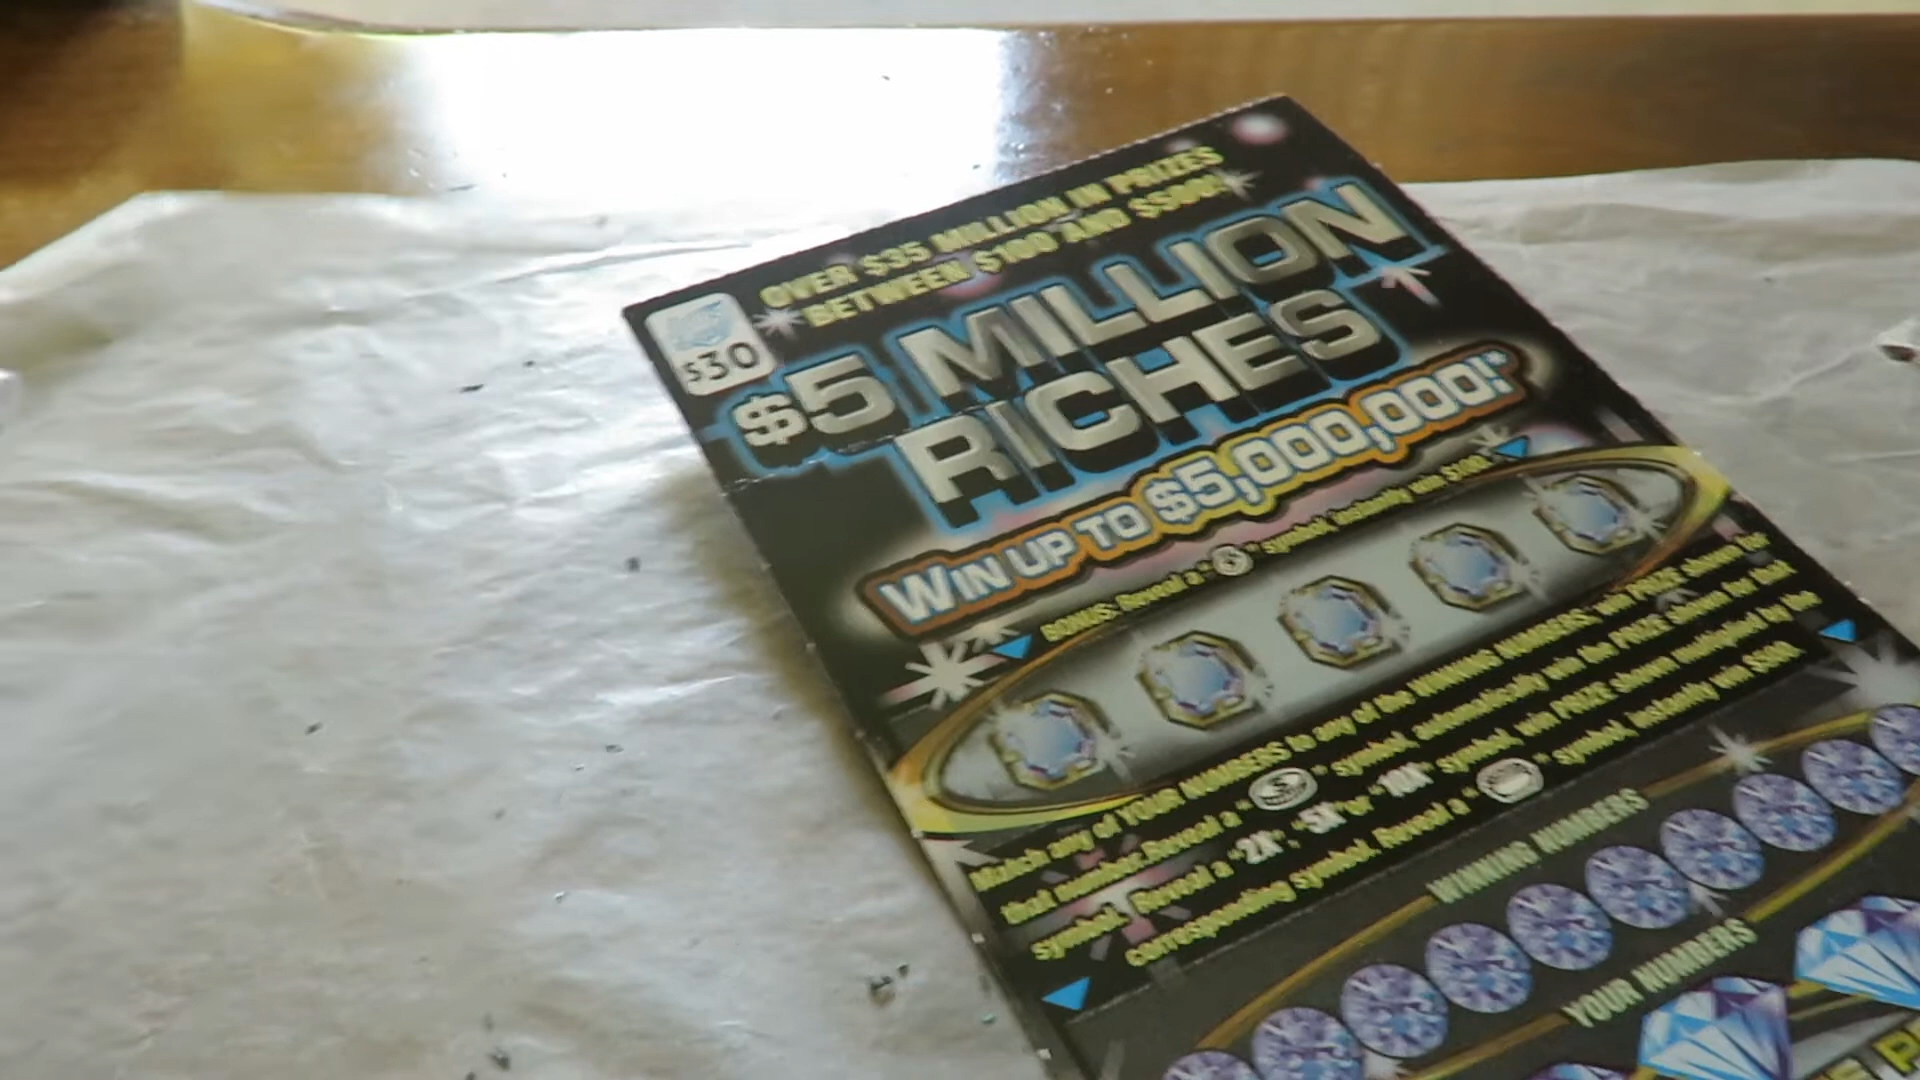 OVER $35 MILLION IN PRIZES
BETWEEN $100 AND $500!
$30
$5 MILLION
RICHES
WIN UP TO $5,000,000!*
BONUS: Reveal a " " symbol, instantly win $100.
Match any of YOUR NUMBERS to any of the WINNING NUMBERS, win PRIZE shown for
that number. Reveal a " " symbol, automatically win the PRIZE shown for that
symbol. Reveal a "2X", "5X" or "10X" symbol, win PRIZE shown multiplied by the
corresponding symbol. Reveal a " " symbol, instantly win
WINNING NUMBERS
YOUR NUMBERS